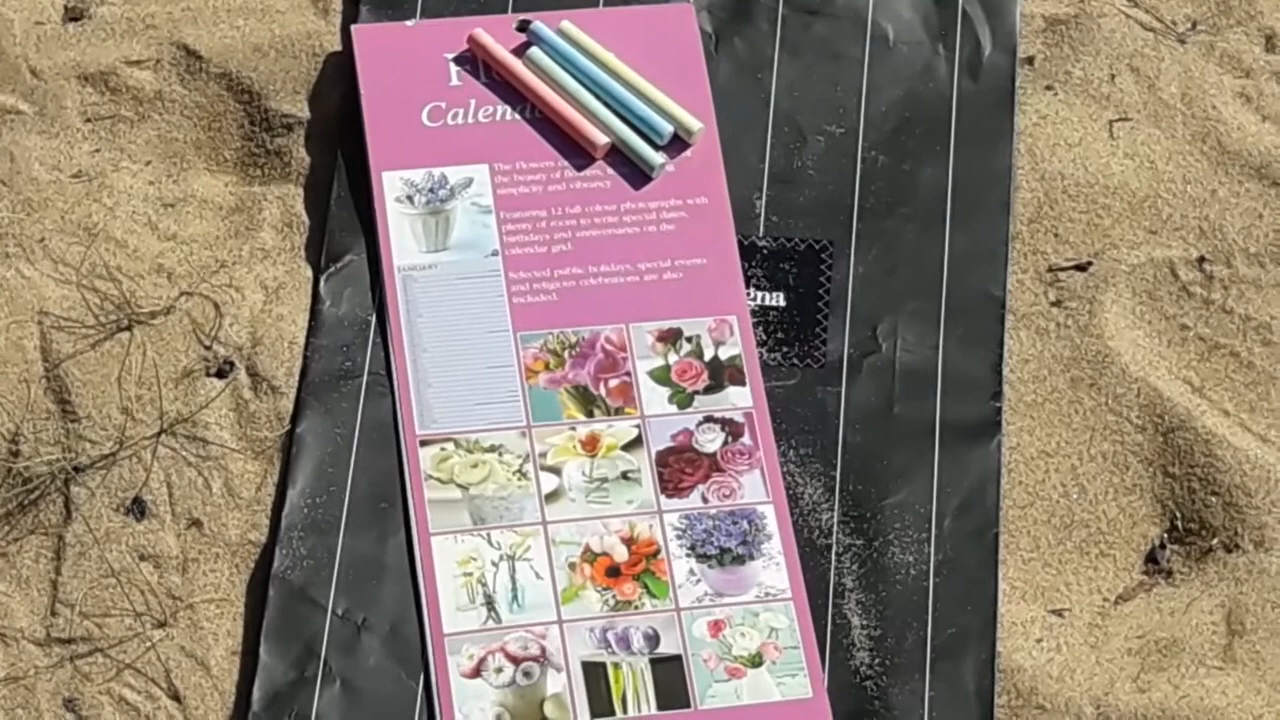 Fl
Calend
The Flowers
the beauty of flowers,
simplicity and vibrancy
Featuring 12 full colour photographs with
plenty of room to write special dates,
birthdays and anniversaries on the
calendar grid.
Selected public holidays, special events
and religious celebrations are also
included.
JANUARY
gna